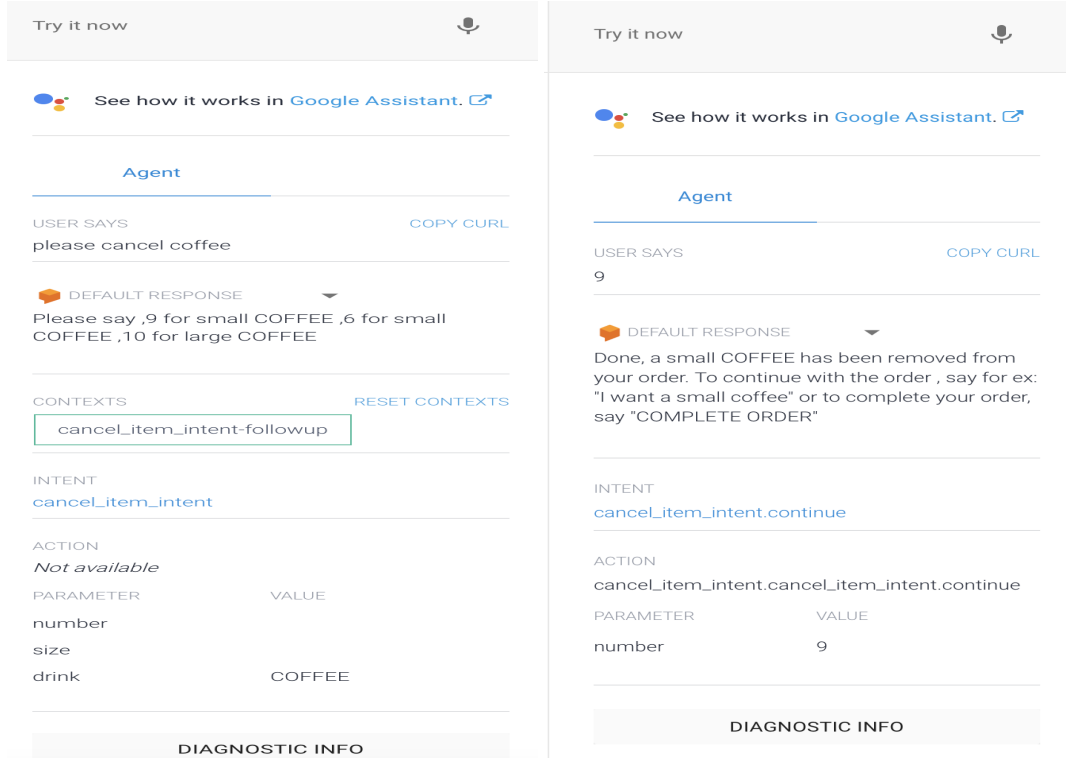 Try it now
See how it works in Google Assistant.
Agent
USER SAYS COPY CURL
please cancel coffee
DEFAULT RESPONSE
Please say ,9 for small COFFEE ,6 for small
COFFEE ,10 for large COFFEE
CONTEXTS RESET CONTEXTS
cancel_item_intent-followup
INTENT
cancel_item_intent
ACTION
Not available
PARAMETER VALUE
number
size
drink COFFEE
DIAGNOSTIC INFO
Try it now
See how it works in Google Assistant.
Agent
USER SAYS COPY CURL
9
DEFAULT RESPONSE
Done, a small COFFEE has been removed from
your order. To continue with the order , say for ex:
"I want a small coffee" or to complete your order,
say "COMPLETE ORDER"
INTENT
cancel_item_intent.continue
ACTION
cancel_item_intent.cancel_item_intent.continue
PARAMETER VALUE
number 9
DIAGNOSTIC INFO